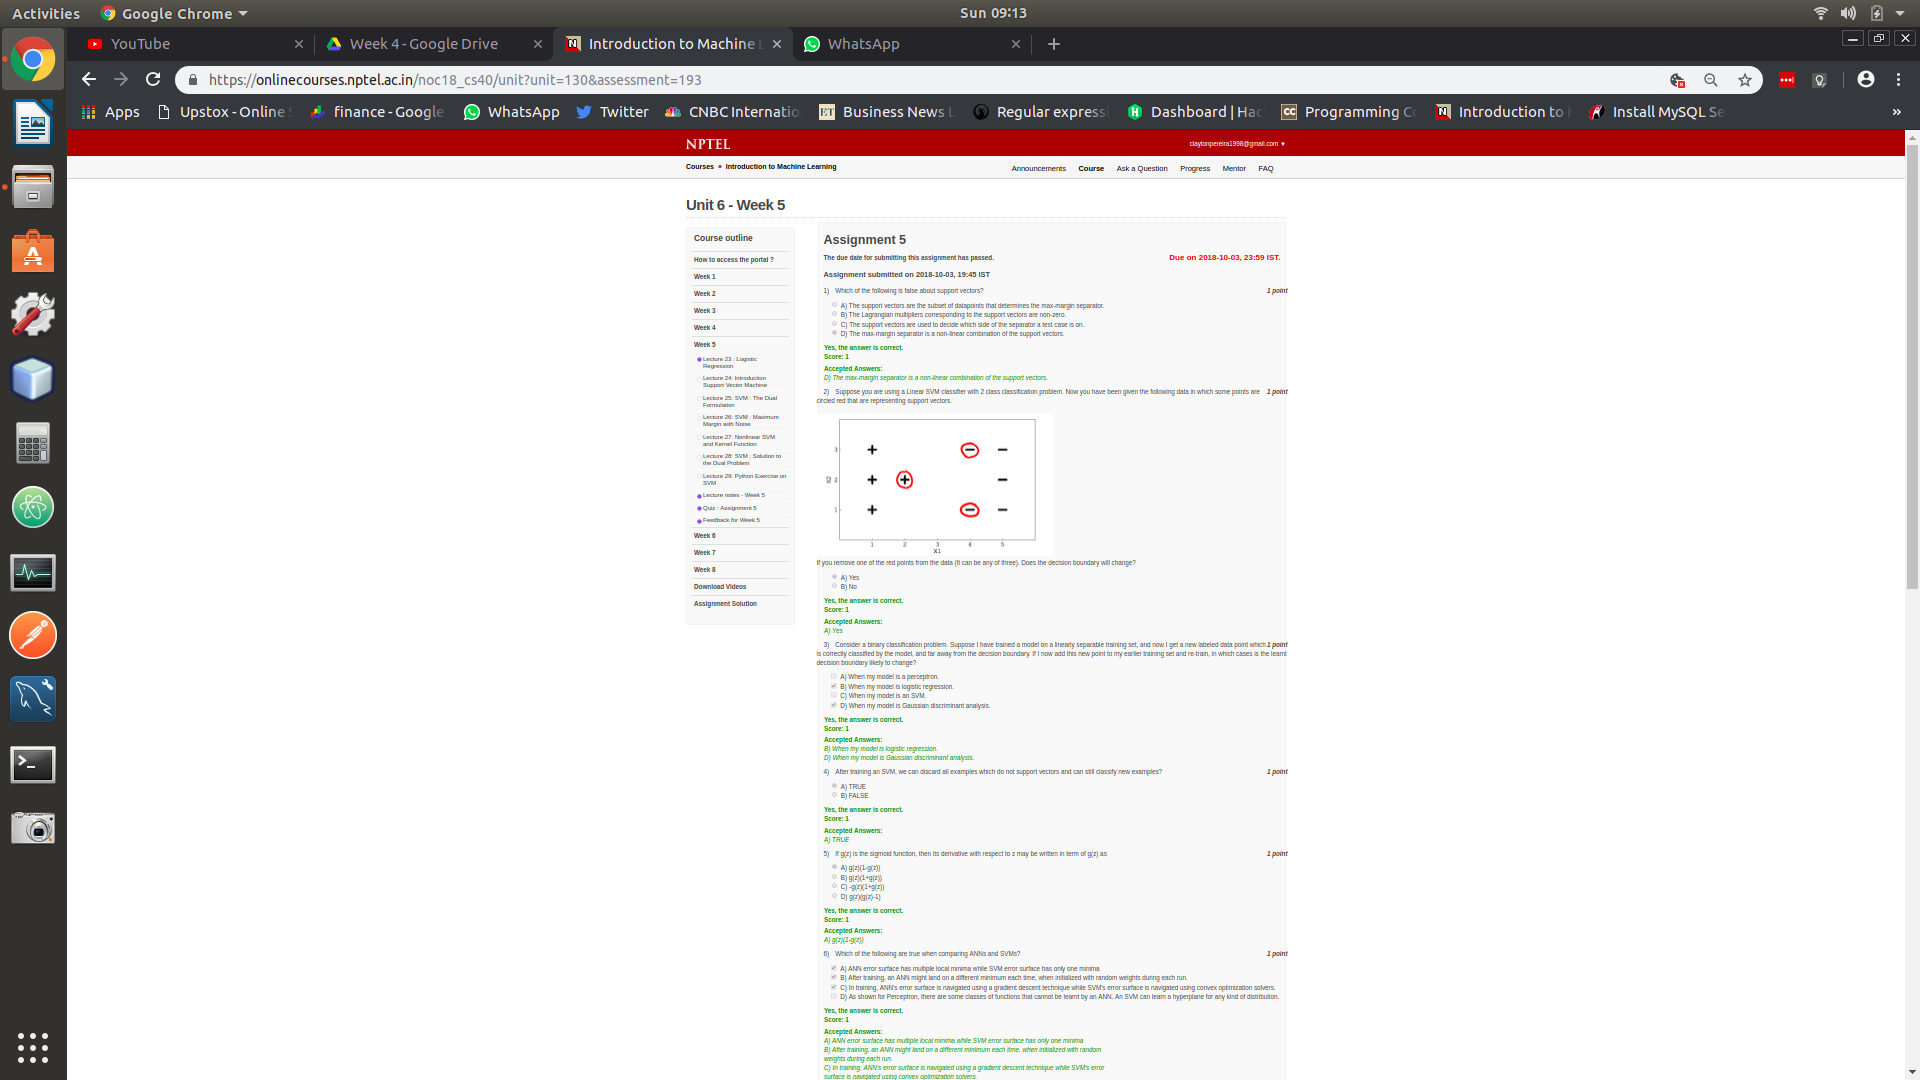 Activities
Google Chrome
Sun 09:13
YouTube
Week 4 - Google Drive
Introduction to Machine L
WhatsApp
https://onlinecourses.nptel.ac.in/noc18_cs40/unit?unit=130&assessment=193
Apps
Upstox - Online S
finance - Google
WhatsApp
Twitter
CNBC Internatio
Business News L
Regular expressi
Dashboard | Hac
Programming Co
Introduction to M
Install MySQL Se
»
NPTEL
claytonpereira1998@gmail.com ▼
Courses » Introduction to Machine Learning
Announcements Course Ask a Question Progress Mentor FAQ
Unit 6 - Week 5
Course outline
How to access the portal ?
Week 1
Week 2
Week 3
Week 4
Week 5
Lecture 23 : Logistic
Regression
Lecture 24: Introduction
Support Vector Machine
Lecture 25: SVM : The Dual
Formulation
Lecture 26: SVM : Maximum
Margin with Noise
Lecture 27: Nonlinear SVM
and Kernel Function
Lecture 28: SVM : Solution to
the Dual Problem
Lecture 29: Python Exercise on
SVM
Lecture notes - Week 5
Quiz : Assignment 5
Feedback for Week 5
Week 6
Week 7
Week 8
Download Videos
Assignment Solution
Assignment 5
The due date for submitting this assignment has passed.
Due on 2018-10-03, 23:59 IST.
Assignment submitted on 2018-10-03, 19:45 IST
1) Which of the following is false about support vectors?
1 point
A) The support vectors are the subset of datapoints that determines the max-margin separator.
B) The Lagrangian multipliers corresponding to the support vectors are non-zero.
C) The support vectors are used to decide which side of the separator a test case is on.
D) The max-margin separator is a non-linear combination of the support vectors.
Yes, the answer is correct.
Score: 1
Accepted Answers:
D) The max-margin separator is a non-linear combination of the support vectors.
2) Suppose you are using a Linear SVM classifier with 2 class classification problem. Now you have been given the following data in which some points are
1 point
circled red that are representing support vectors.
3
2
1
X2
1 2 3 4 5
X1
If you remove one of the red points from the data (It can be any of three). Does the decision boundary will change?
A) Yes
B) No
Yes, the answer is correct.
Score: 1
Accepted Answers:
A) Yes
3) Consider a binary classification problem. Suppose I have trained a model on a linearly separable training set, and now I get a new labeled data point which
1 point
is correctly classified by the model, and far away from the decision boundary. If I now add this new point to my earlier training set and re-train, in which cases is the learnt
decision boundary likely to change?
A) When my model is a perceptron.
B) When my model is logistic regression.
C) When my model is an SVM.
D) When my model is Gaussian discriminant analysis.
Yes, the answer is correct.
Score: 1
Accepted Answers:
B) When my model is logistic regression.
D) When my model is Gaussian discriminant analysis.
4) After training an SVM, we can discard all examples which do not support vectors and can still classify new examples?
1 point
A) TRUE
B) FALSE
Yes, the answer is correct.
Score: 1
Accepted Answers:
A) TRUE
5) If g(z) is the sigmoid function, then its derivative with respect to z may be written in term of g(z) as
1 point
A) g(z)(1-g(z))
B) g(z)(1+g(z))
C) -g(z)(1+g(z))
D) g(z)(g(z)-1)
Yes, the answer is correct.
Score: 1
Accepted Answers:
A) g(z)(1-g(z))
6) Which of the following are true when comparing ANNs and SVMs?
1 point
A) ANN error surface has multiple local minima while SVM error surface has only one minima
B) After training, an ANN might land on a different minimum each time, when initialized with random weights during each run.
C) In training, ANN's error surface is navigated using a gradient descent technique while SVM's error surface is navigated using convex optimization solvers.
D) As shown for Perceptron, there are some classes of functions that cannot be learnt by an ANN. An SVM can learn a hyperplane for any kind of distribution.
Yes, the answer is correct.
Score: 1
Accepted Answers:
A) ANN error surface has multiple local minima while SVM error surface has only one minima
B) After training, an ANN might land on a different minimum each time, when initialized with random
weights during each run.
C) In training, ANN's error surface is navigated using a gradient descent technique while SVM's error
surface is navigated using convex optimization solvers.